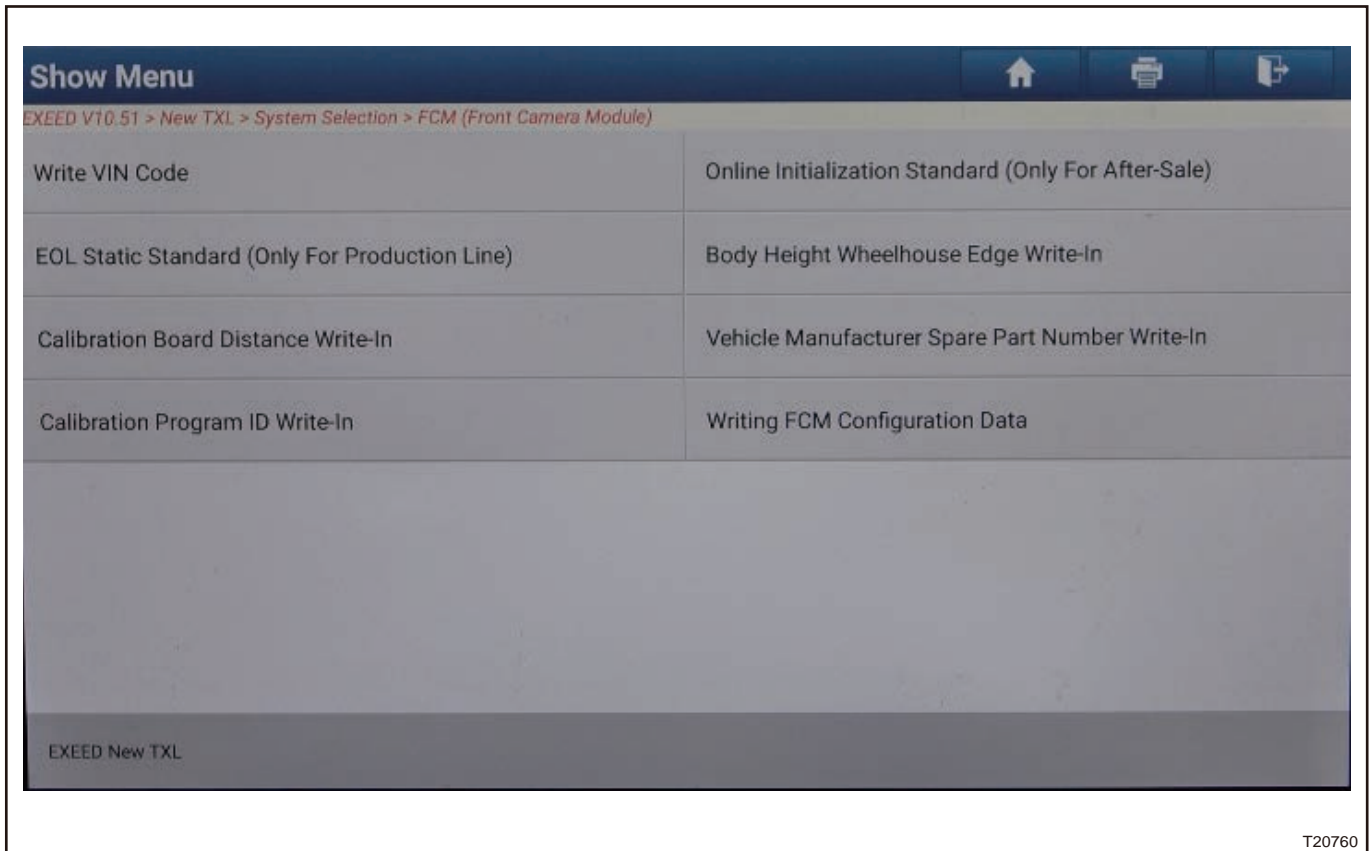 Show Menu
EXEED V10.51 > New TXL > System Selection > FCM (Front Camera Module)
Write VIN Code
Online Initialization Standard (Only For After-Sale)
EOL Static Standard (Only For Production Line)
Body Height Wheelhouse Edge Write-In
Calibration Board Distance Write-In
Vehicle Manufacturer Spare Part Number Write-In
Calibration Program ID Write-In
Writing FCM Configuration Data
EXEED New TXL
T20760